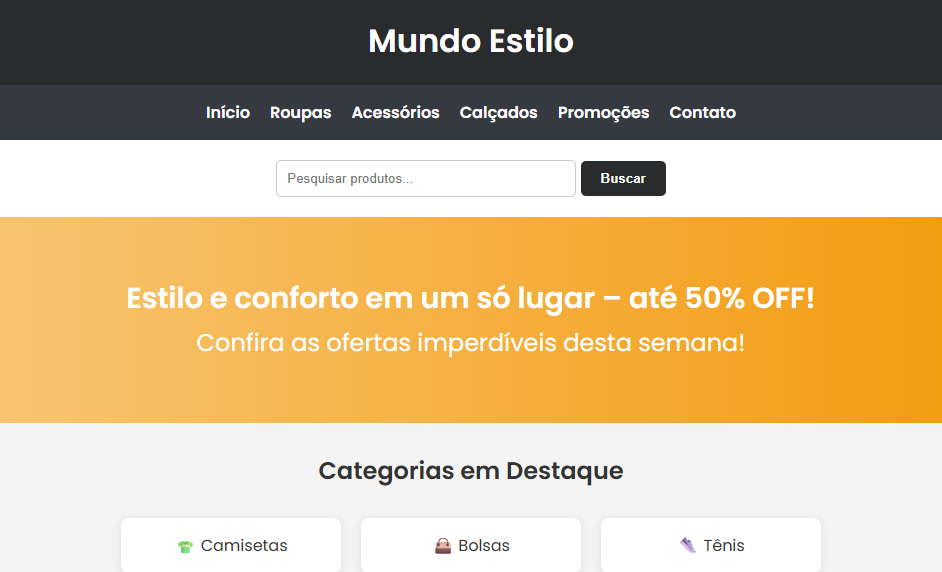 Mundo Estilo
Início Roupas Acessórios Calçados Promoções Contato
Pesquisar produtos... Buscar
Estilo e conforto em um só lugar – até 50% OFF!
Confira as ofertas imperdíveis desta semana!
Categorias em Destaque
Camisetas Bolsas Tênis